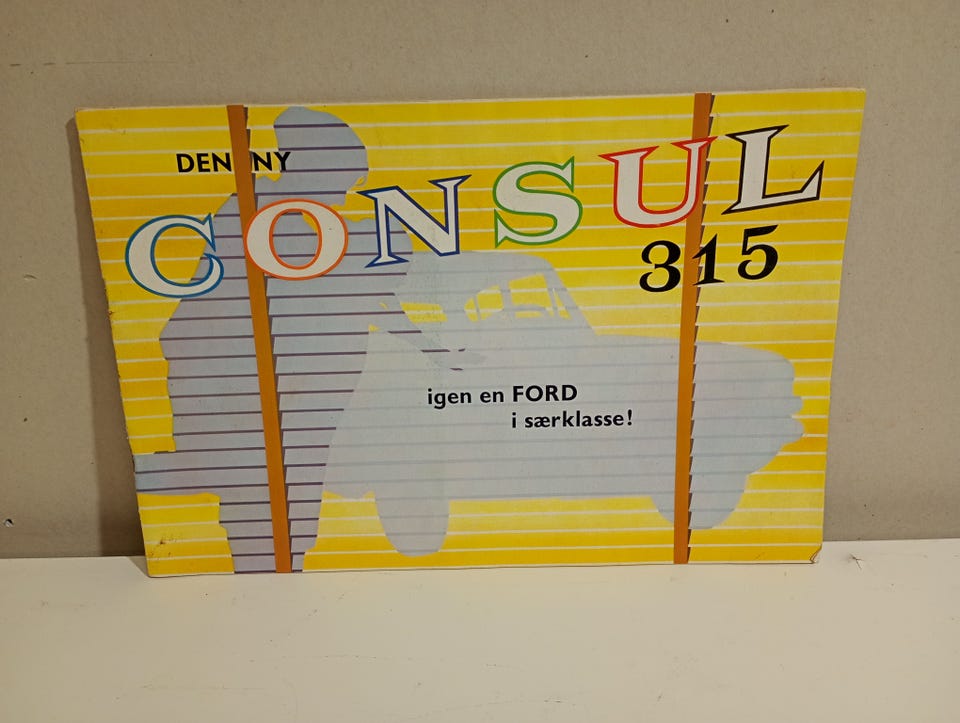 DEN NY
CONSUL
315
igen en FORD
i særklasse!